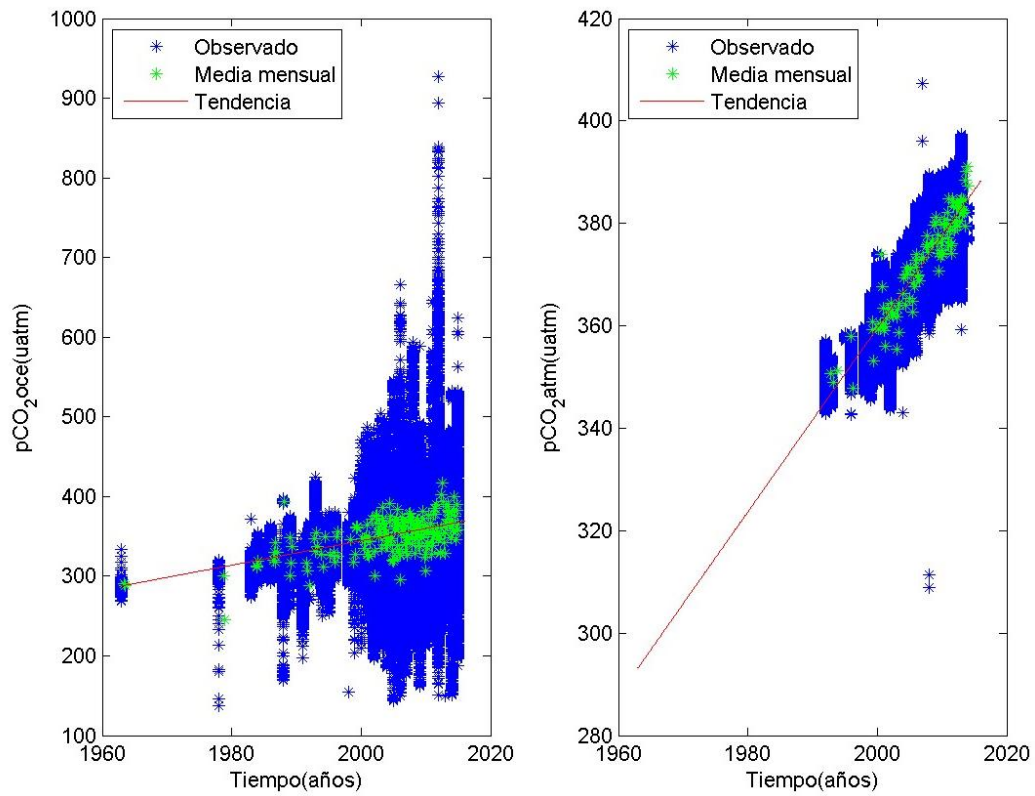 1000
900
800
700
600
500
400
300
200
100
pCO₂oce(uatm)
Observado
Media mensual
Tendencia
1960 1980 2000 2020
Tiempo(años)
420
400
380
360
340
320
300
280
pCO₂atm(uatm)
Observado
Media mensual
Tendencia
1960 1980 2000 2020
Tiempo(años)